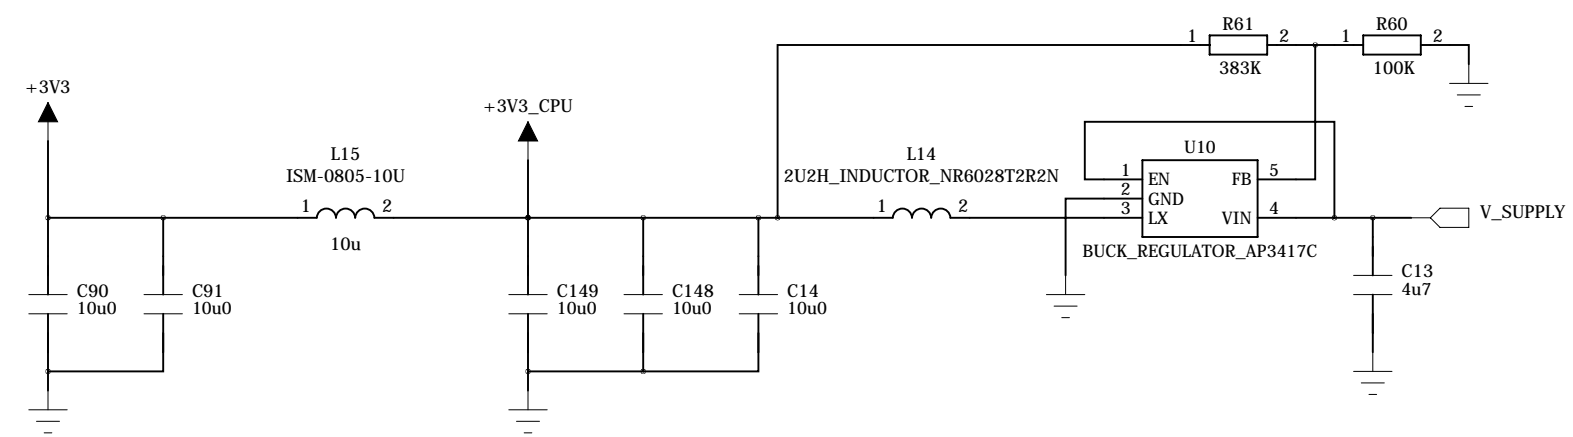 R61
R60
1
2
1
2
383K
100K
+3V3
+3V3_CPU
L15
ISM-0805-10U
1
2
10u
L14
2U2H_INDUCTOR_NR6028T2R2N
1
2
U10
1
EN
FB
5
2
GND
3
LX
VIN
4
BUCK_REGULATOR_AP3417C
V_SUPPLY
C90
10u0
C91
10u0
C149
10u0
C148
10u0
C14
10u0
C13
4u7